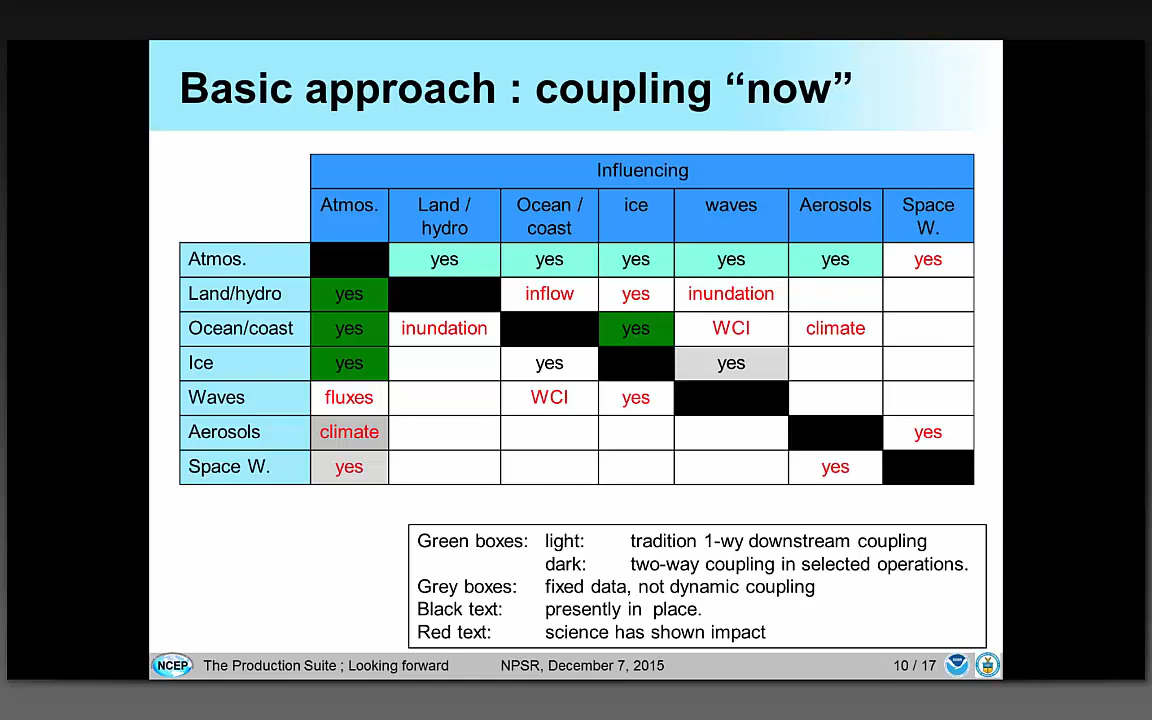 Basic approach : coupling “now”
Influencing
Atmos. Land / hydro Ocean / coast ice waves Aerosols Space W.
Atmos. yes yes yes yes yes yes
Land/hydro yes inflow yes inundation
Ocean/coast yes inundation yes WCI climate
Ice yes yes yes
Waves fluxes WCI yes
Aerosols climate yes
Space W. yes yes
Green boxes: light: tradition 1-wy downstream coupling
dark: two-way coupling in selected operations.
Grey boxes: fixed data, not dynamic coupling
Black text: presently in place.
Red text: science has shown impact
NCEP The Production Suite ; Looking forward NPSR, December 7, 2015 10 / 17